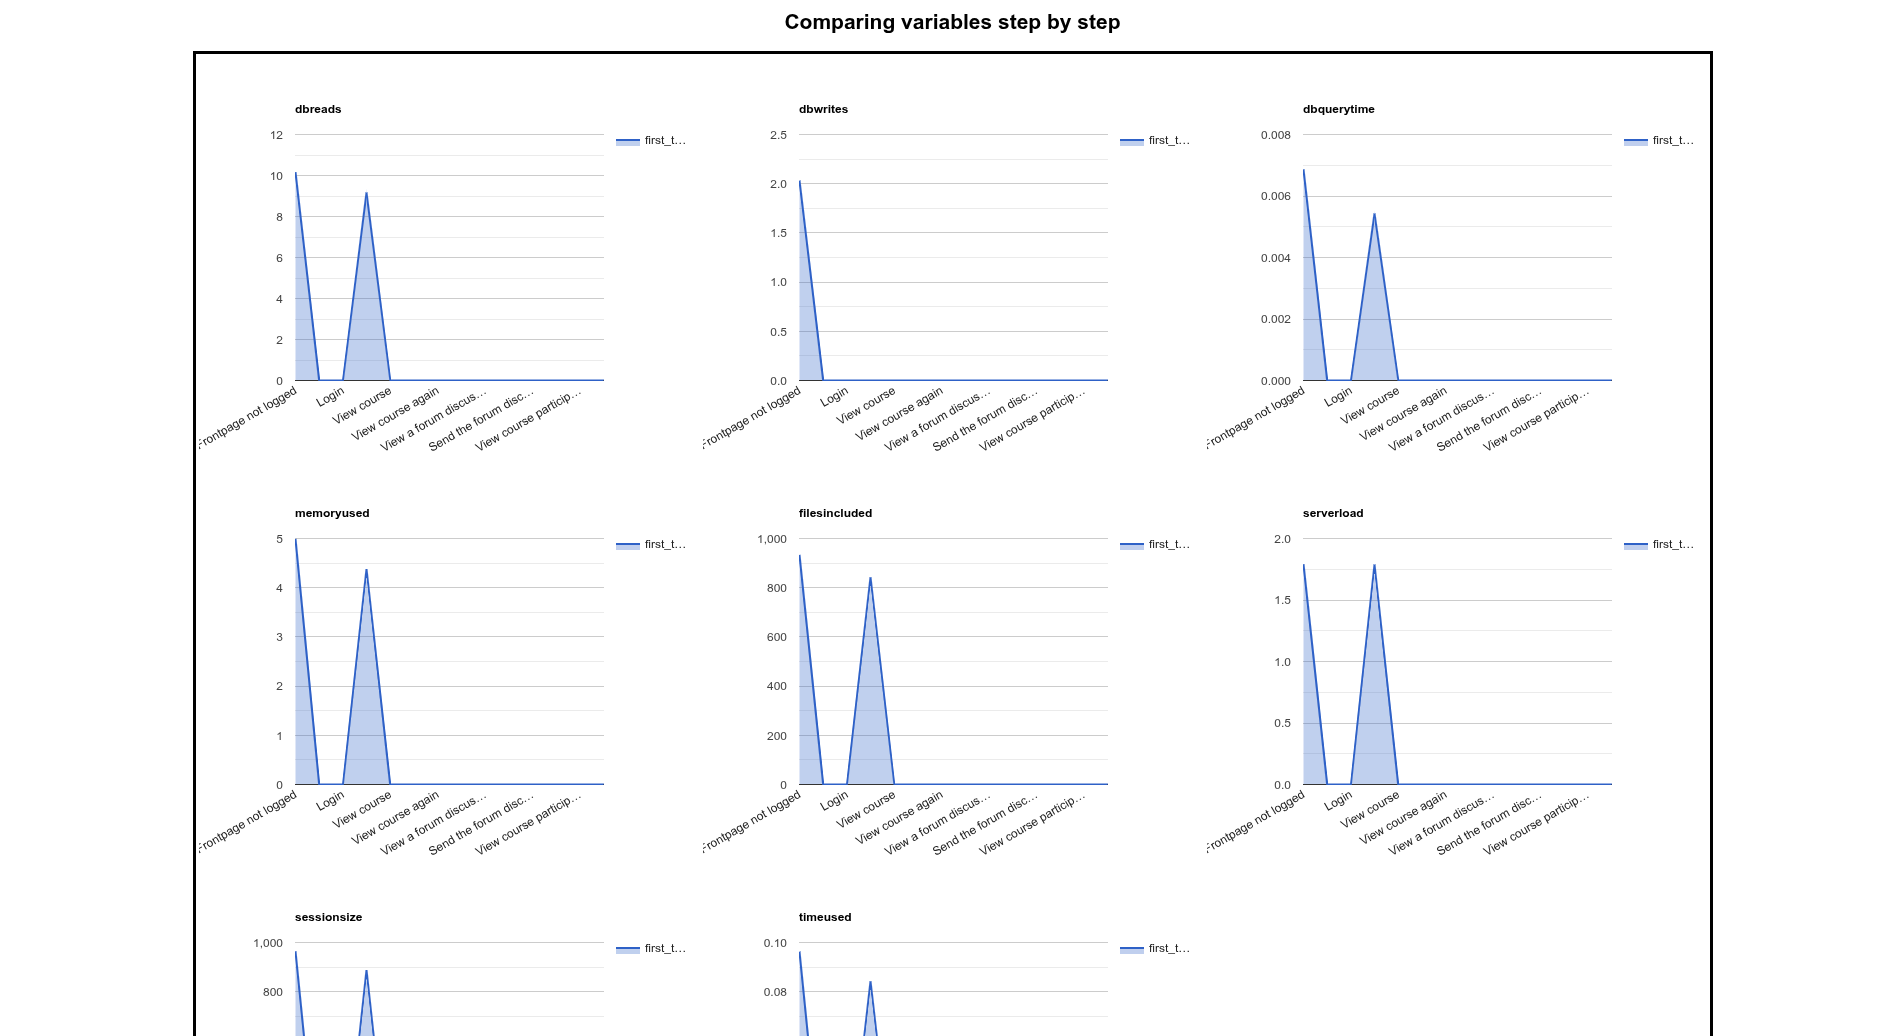 Comparing variables step by step
dbreads
12
10
8
6
4
2
0
first_t…
Frontpage not logged
Login
View course
View course again
View a forum discus…
Send the forum disc…
View course particip…
dbwrites
2.5
2.0
1.5
1.0
0.5
0.0
first_t…
Frontpage not logged
Login
View course
View course again
View a forum discus…
Send the forum disc…
View course particip…
dbquerytime
0.008
0.006
0.004
0.002
0.000
first_t…
Frontpage not logged
Login
View course
View course again
View a forum discus…
Send the forum disc…
View course particip…
memoryused
5
4
3
2
1
0
first_t…
Frontpage not logged
Login
View course
View course again
View a forum discus…
Send the forum disc…
View course particip…
filesincluded
1,000
800
600
400
200
0
first_t…
Frontpage not logged
Login
View course
View course again
View a forum discus…
Send the forum disc…
View course particip…
serverload
2.0
1.5
1.0
0.5
0.0
first_t…
Frontpage not logged
Login
View course
View course again
View a forum discus…
Send the forum disc…
View course particip…
sessionsize
1,000
800
first_t…
timeused
0.10
0.08
first_t…